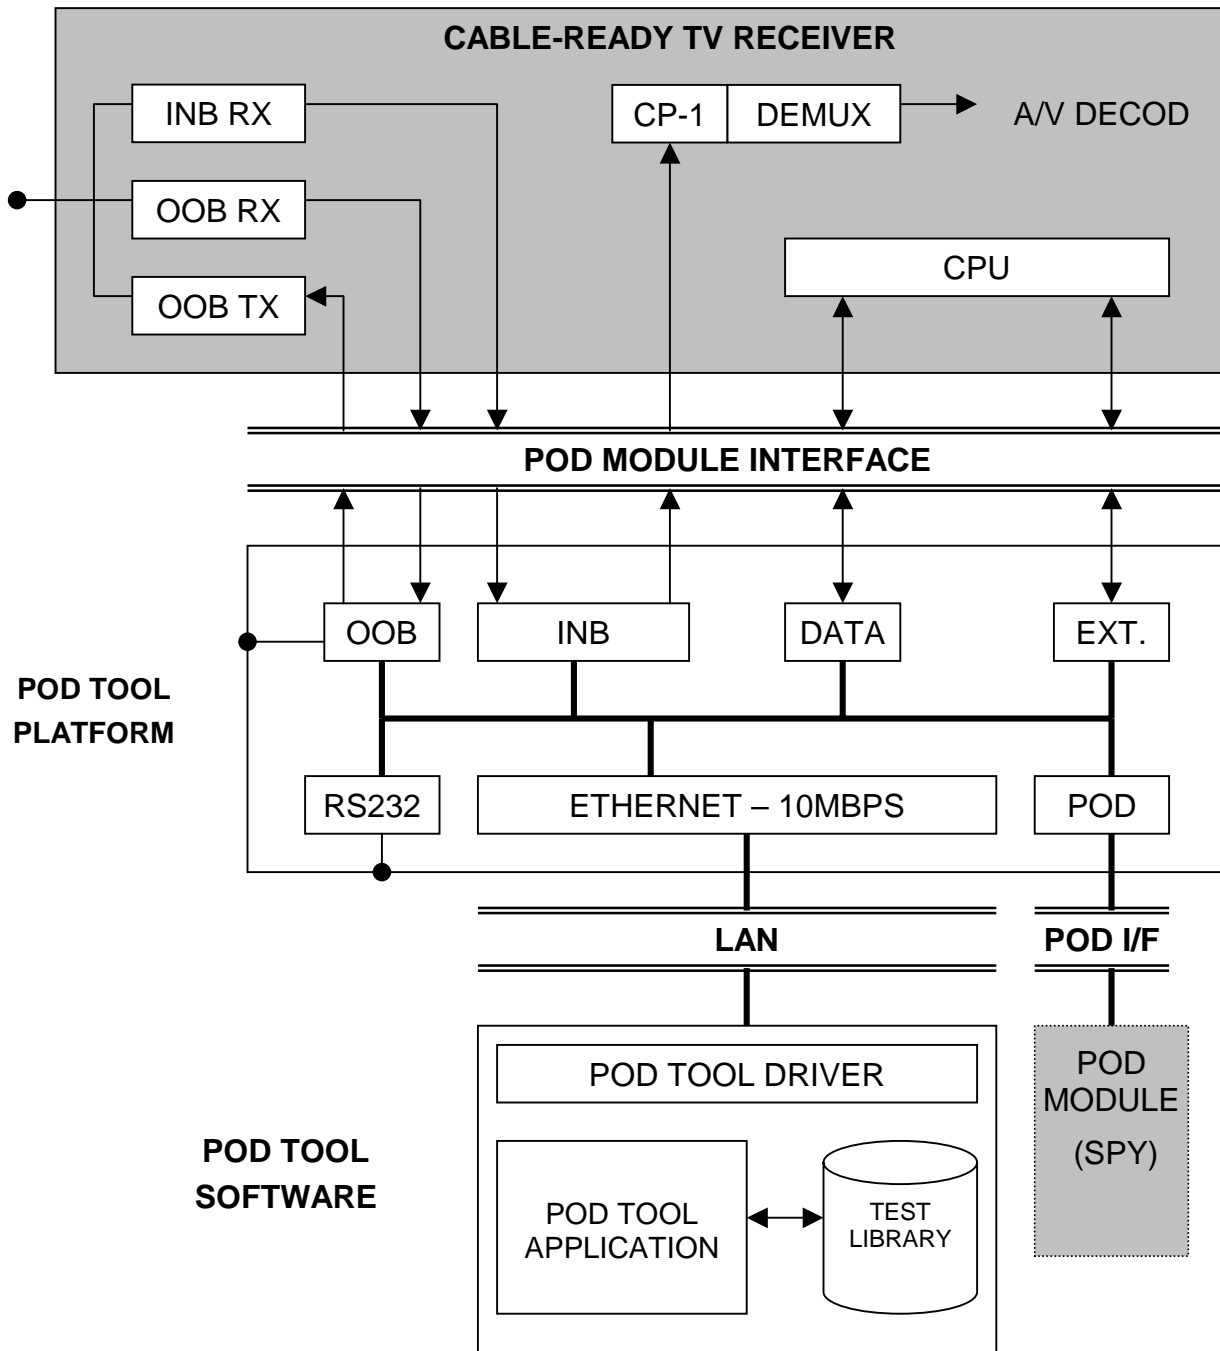 CABLE-READY TV RECEIVER
INB RX
CP-1
DEMUX
A/V DECOD
OOB RX
CPU
OOB TX
POD MODULE INTERFACE
OOB
INB
DATA
EXT.
POD TOOL
PLATFORM
RS232
ETHERNET – 10MBPS
POD
LAN
POD I/F
POD TOOL DRIVER
POD
MODULE
(SPY)
POD TOOL
SOFTWARE
POD TOOL
APPLICATION
TEST
LIBRARY